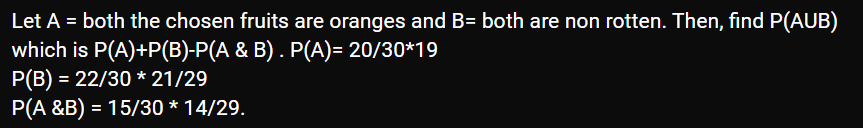 Let A = both the chosen fruits are oranges and B= both are non rotten. Then, find P(AUB)
which is P(A)+P(B)-P(A & B) . P(A)= 20/30*19
P(B) = 22/30 * 21/29
P(A &B) = 15/30 * 14/29.